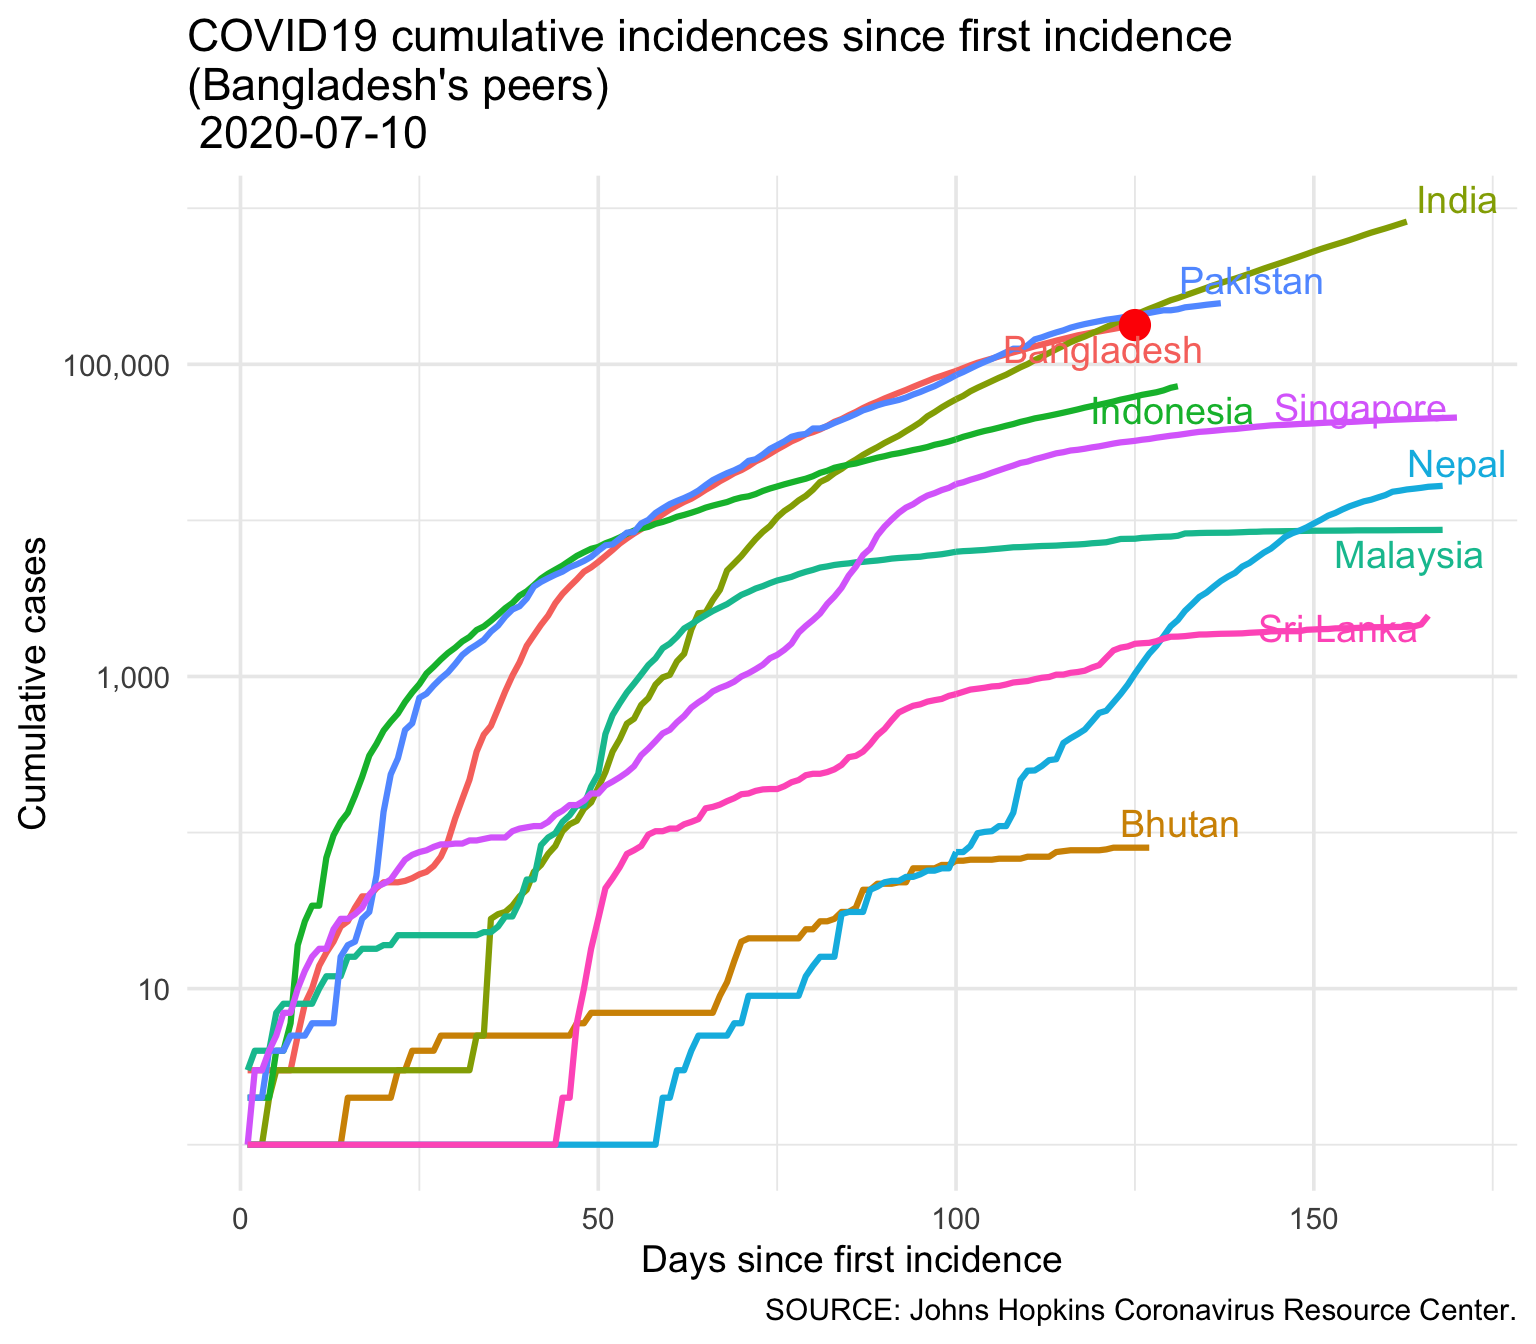 COVID19 cumulative incidences since first incidence
(Bangladesh's peers)
2020-07-10
India
Pakistan
Bangladesh
Indonesia
Singapore
Nepal
Malaysia
Sri Lanka
Bhutan
100,000
1,000
10
Cumulative cases
0 50 100 150
Days since first incidence
SOURCE: Johns Hopkins Coronavirus Resource Center.